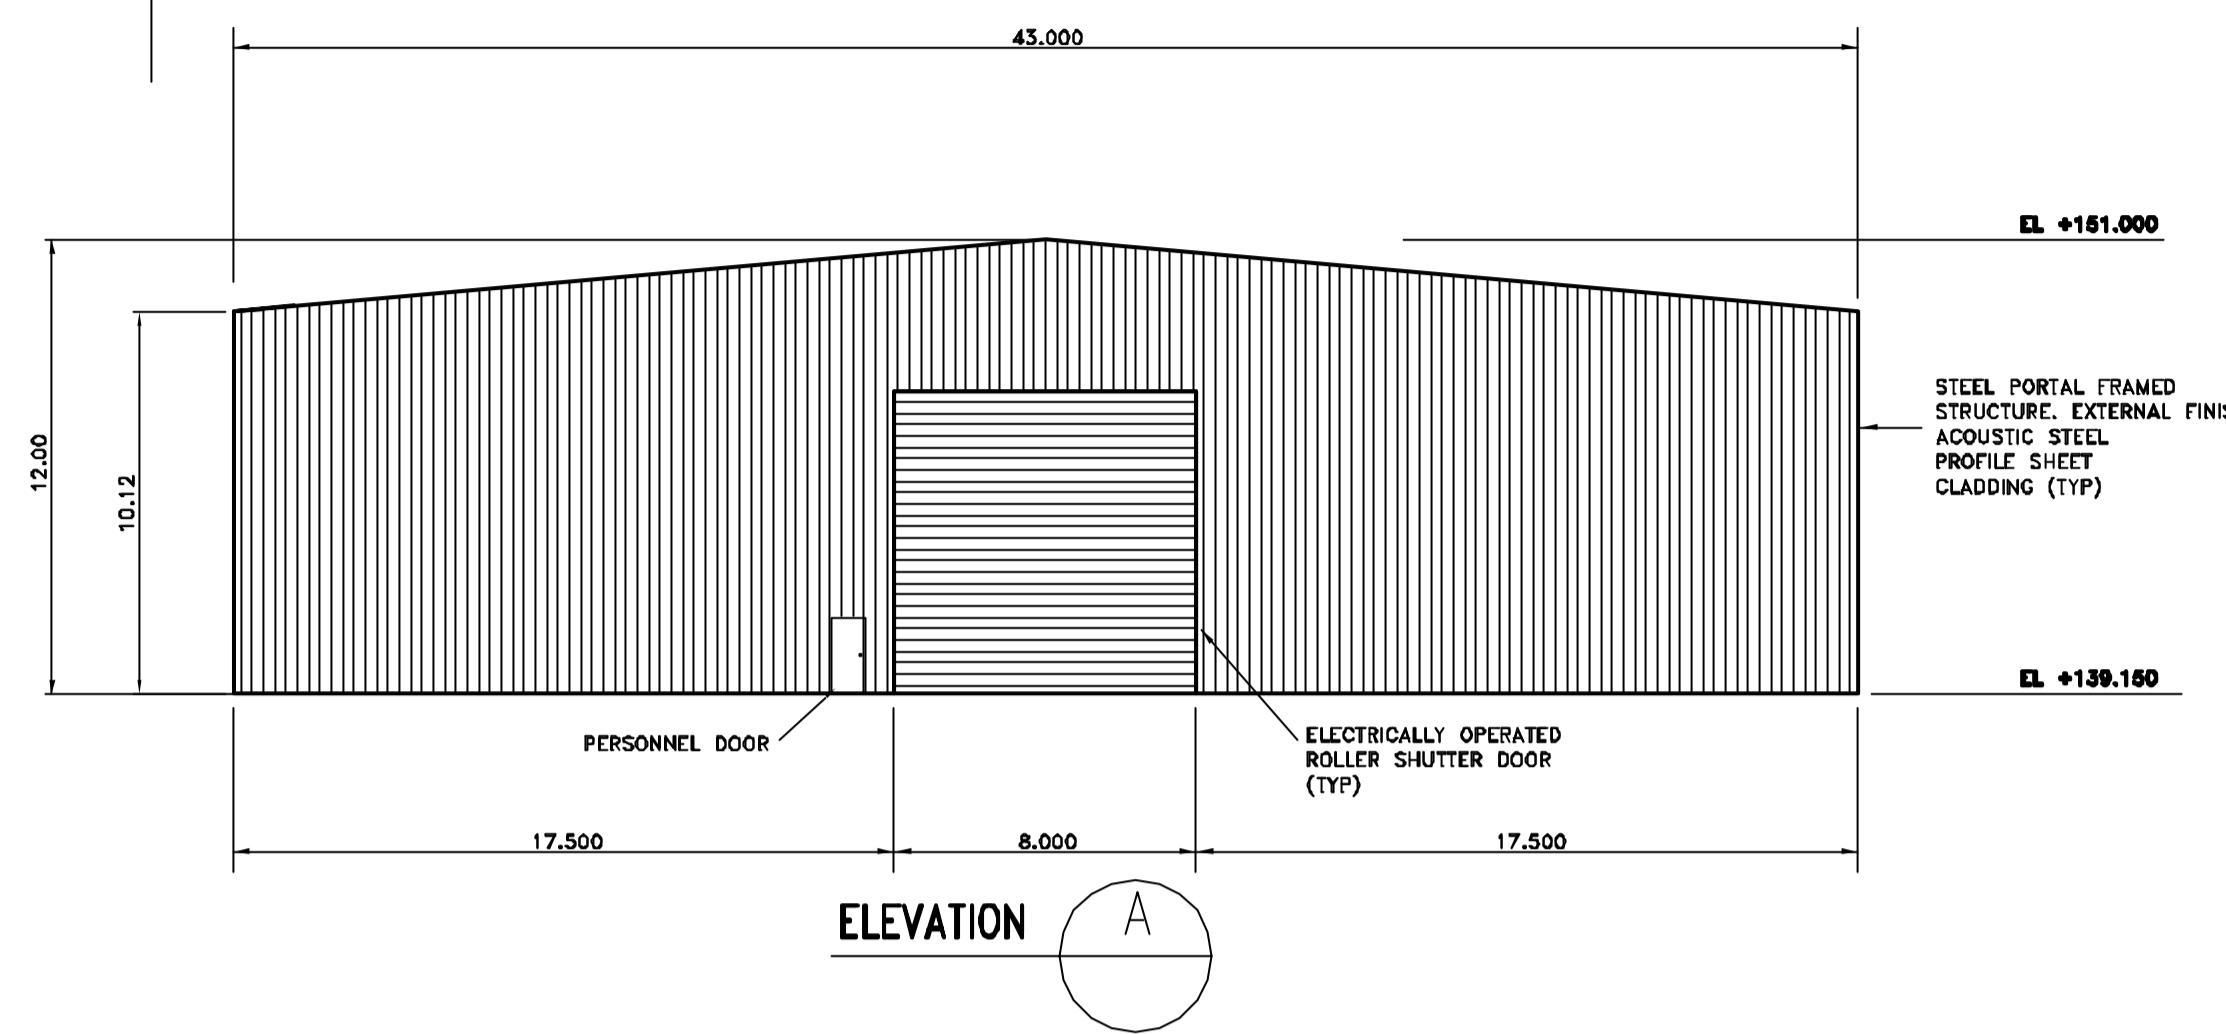 43.000
EL +151.000
12.00
10.12
STEEL PORTAL FRAMED
STRUCTURE. EXTERNAL
ACOUSTIC STEEL
PROFILE SHEET
CLADDING (TYP)
EL +139.150
PERSONNEL DOOR
ELECTRICALLY OPERATED
ROLLER SHUTTER DOOR
(TYP)
17.500
8.000
17.500
ELEVATION
A